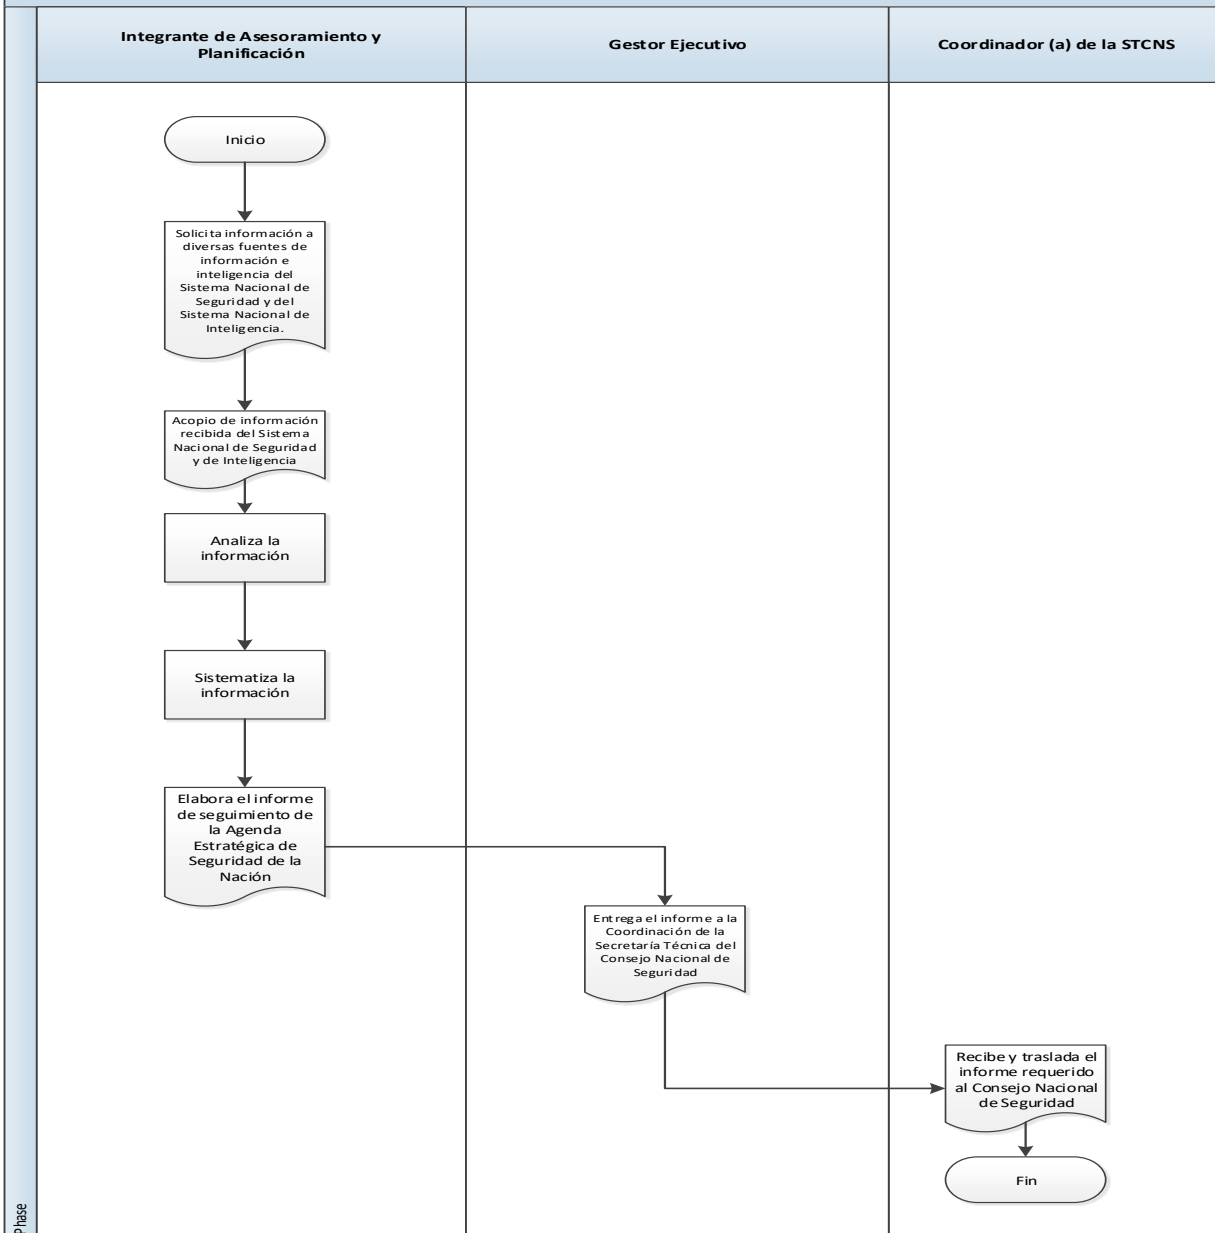 Integrante de Asesoramiento y
Planificación
Gestor Ejecutivo
Coordinador (a) de la STCNS
Inicio
Solicita información a
diversas fuentes de
información e
inteligencia del
Sistema Nacional de
Seguridad y del
Sistema Nacional de
Inteligencia.
Acopio de información
recibida del Sistema
Nacional de Seguridad
y de Inteligencia
Analiza la
información
Sistematiza la
información
Elabora el informe
de seguimiento de
la Agenda
Estratégica de
Seguridad de la
Nación
Entrega el informe a la
Coordinación de la
Secretaría Técnica del
Consejo Nacional de
Seguridad
Recibe y traslada el
informe requerido
al Consejo Nacional
de Seguridad
Fin
Phase